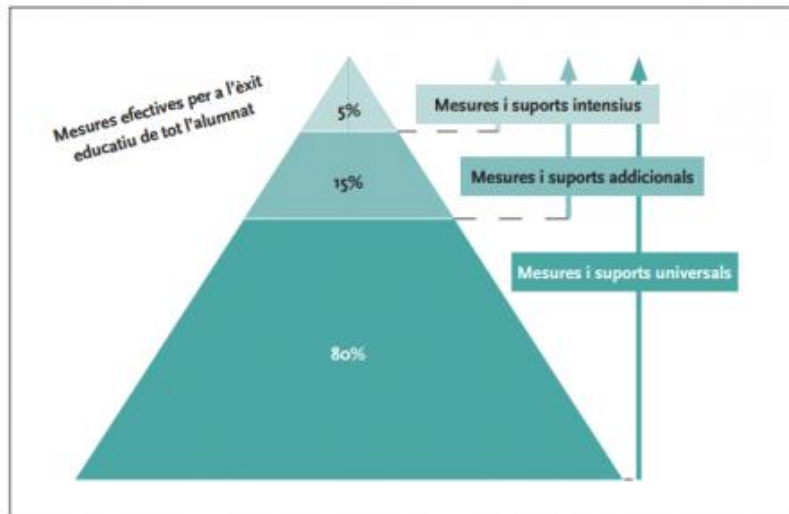 Mesures efectives per a l'èxit
educatiu de tot l'alumnat
5%
Mesures i suports intensius
15%
Mesures i suports addicionals
Mesures i suports universals
80%